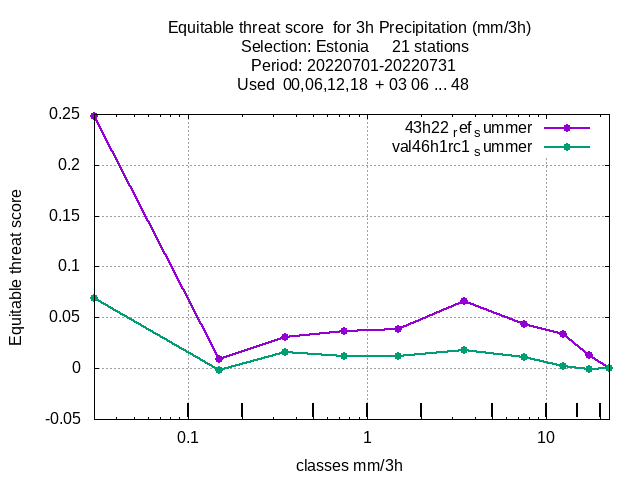 Equitable threat score for 3h Precipitation (mm/3h)
Selection: Estonia 21 stations
Period: 20220701-20220731
Used 00,06,12,18 + 03 06 ... 48
43h22 ref summer
val46h1rc1 summer
0.25
0.2
0.15
0.1
0.05
0
-0.05
Equitable threat score
0.1 1 10
classes mm/3h